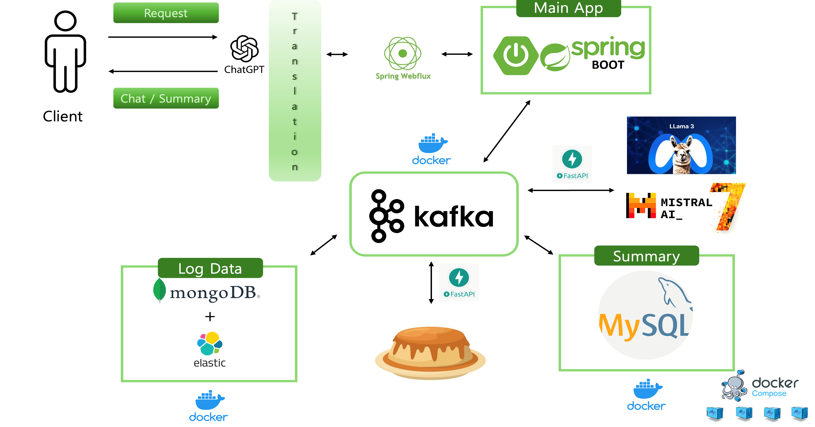 Request
ChatGPT
Chat / Summary
Client
Translation
Spring Webflux
Main App
spring
BOOT
docker
FastAPI
LLama 3
MISTRAL
AI_
7
kafka
Log Data
mongoDB.
+
elastic
docker
FastAPI
Summary
MySQL
docker
docker
Compose